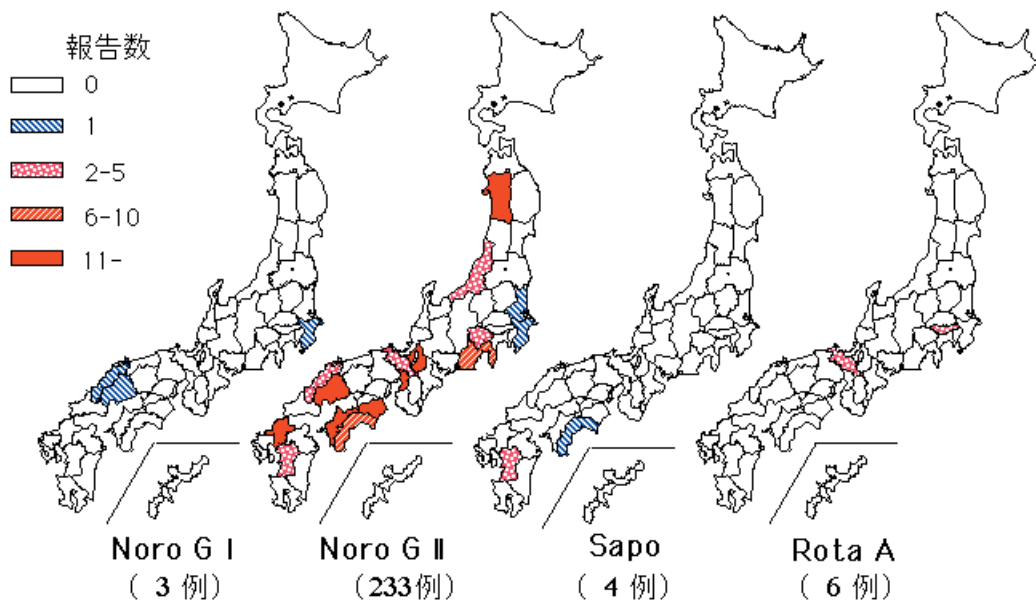 報告数
0
1
2-5
6-10
11-
Noro G Ⅰ
(3 例)
Noro G Ⅱ
(233例)
Sapo
(4 例)
Rota A
(6 例)